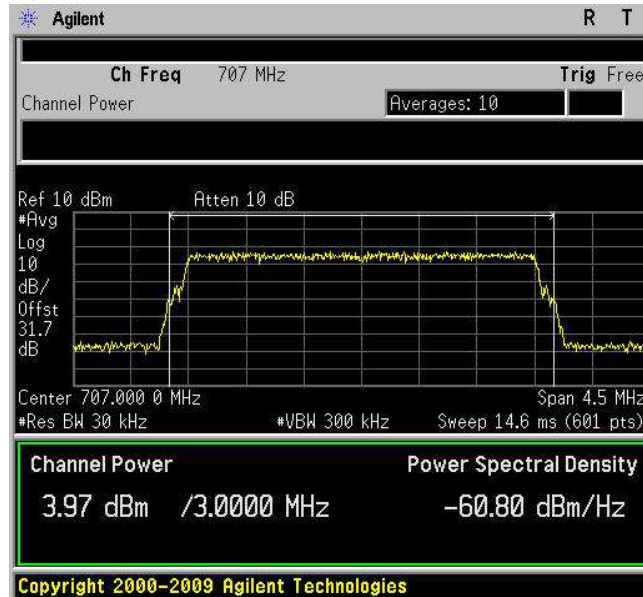 Agilent R T
Ch Freq 707 MHz Trig Free
Channel Power Averages: 10
Ref 10 dBm Atten 10 dB
#Avg
Log
10
dB/
Offst
31.7
dB
Center 707.000 0 MHz Span 4.5 MHz
#Res BW 30 kHz #VBW 300 kHz Sweep 14.6 ms (601 pts)
Channel Power Power Spectral Density
3.97 dBm /3.0000 MHz -60.80 dBm/Hz
Copyright 2000-2009 Agilent Technologies